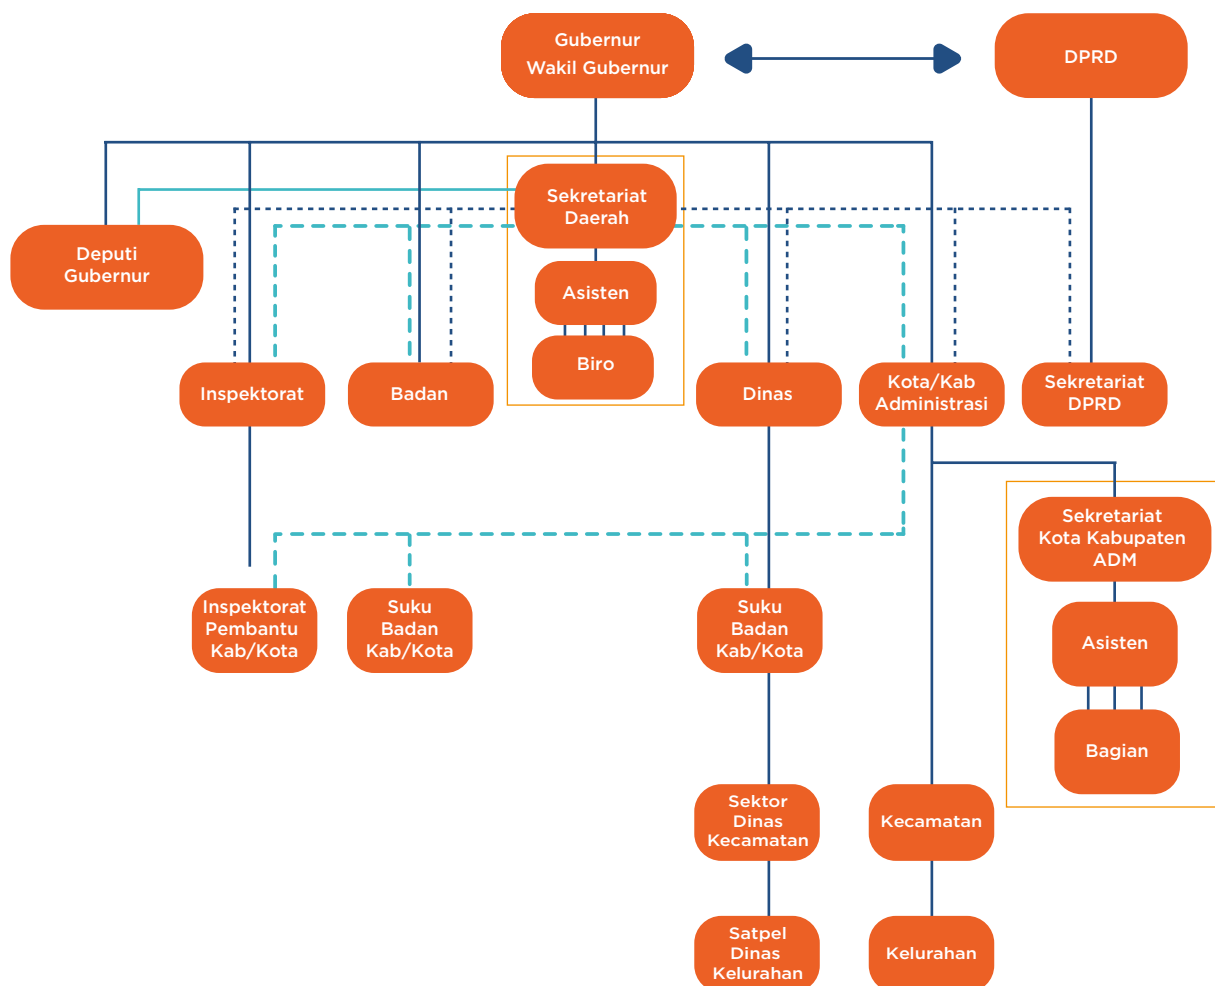 Gubernur
Wakil Gubernur
DPRD
Sekretariat
Daerah
Deputi
Gubernur
Asisten
Biro
Inspektorat
Badan
Dinas
Kota/Kab
Administrasi
Sekretariat
DPRD
Sekretariat
Kota Kabupaten
ADM
Inspektorat
Pembantu
Kab/Kota
Suku
Badan
Kab/Kota
Suku
Badan
Kab/Kota
Asisten
Bagian
Sektor
Dinas
Kecamatan
Kecamatan
Satpel
Dinas
Kelurahan
Kelurahan